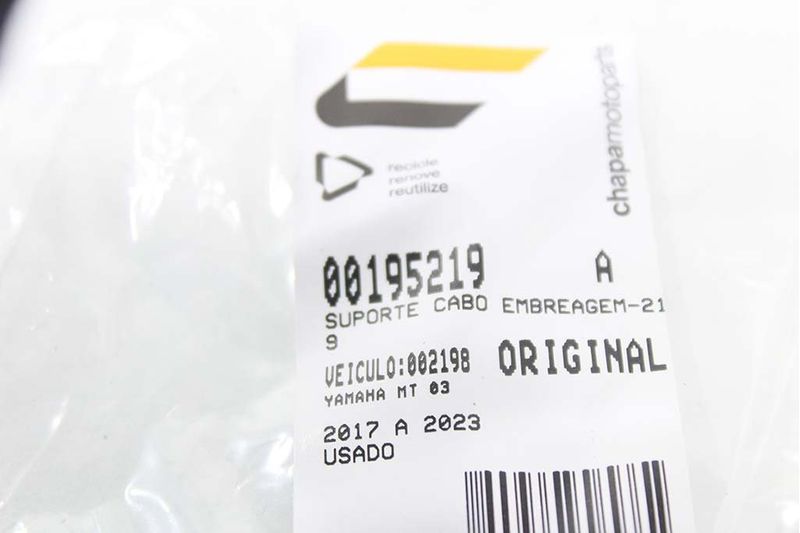 chapamotoparts
recicle
renove
reutilize
00195219 A
SUPORTE CABO EMBREAGEM-21
9
VEICULO:002198 ORIGINAL
YAMAHA MT 03
2017 A 2023
USADO